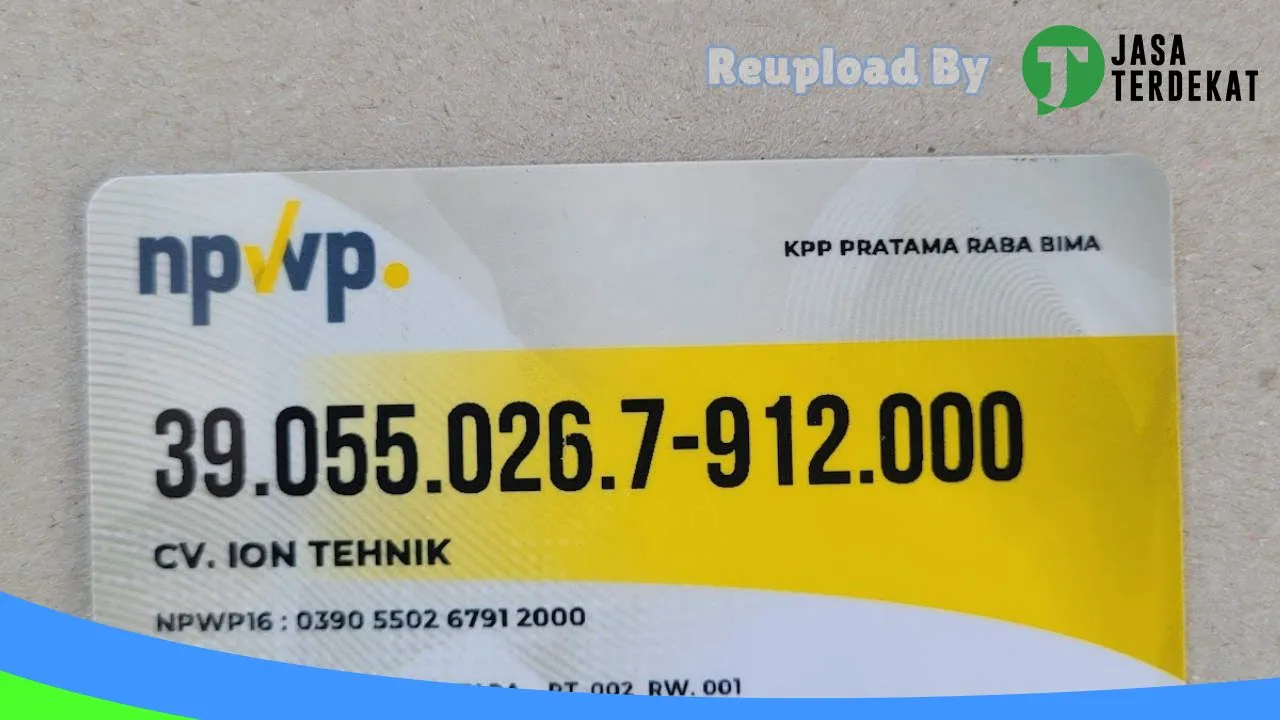 Reupload By
JASA
TERDEKAT
npwp.
KPP PRATAMA RABA BIMA
39.055.026.7-912.000
CV. ION TEHNIK
NPWP16 : 0390 5502 6791 2000
RT. 002 RW. 001